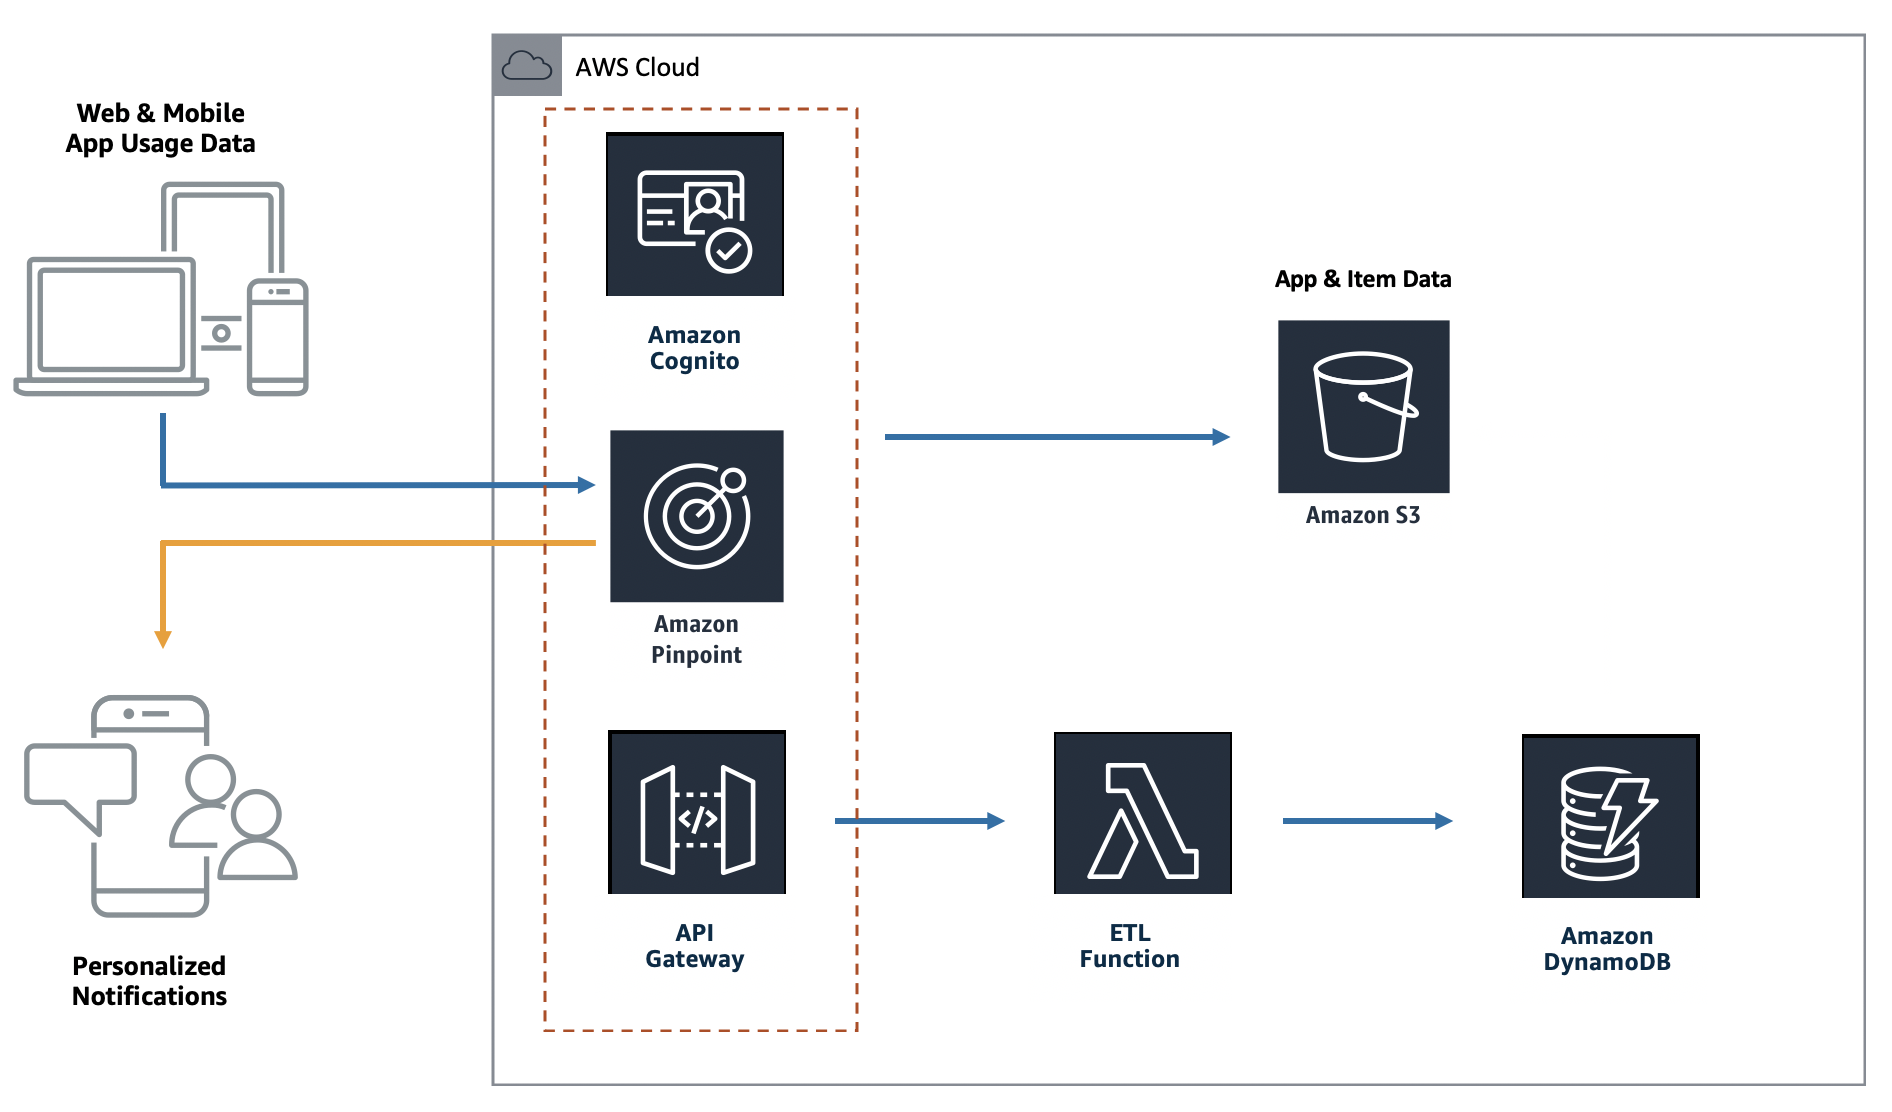 AWS Cloud
Web & Mobile
App Usage Data
Amazon
Cognito
App & Item Data
Amazon S3
Amazon
Pinpoint
</>
API
Gateway
ETL
Function
Amazon
DynamoDB
Personalized
Notifications